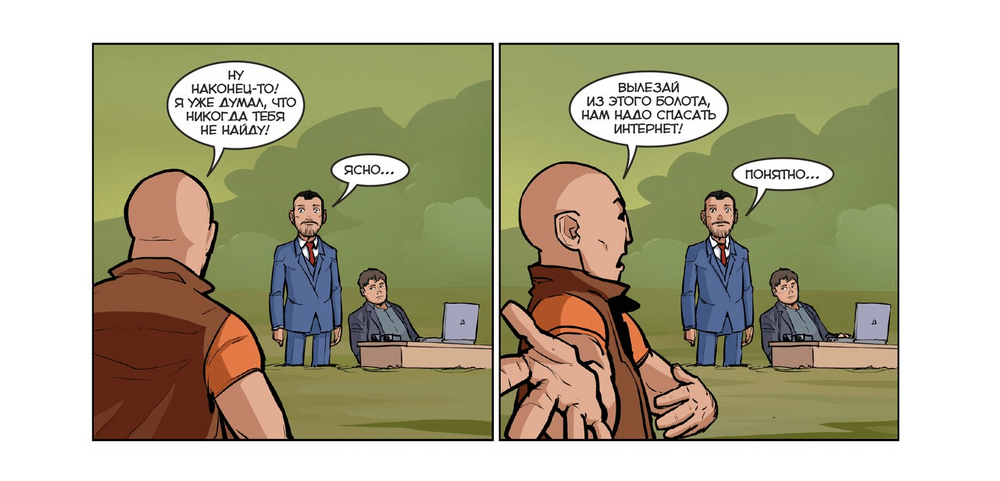 НУ
НАКОНЕЦ-ТО!
Я УЖЕ ДУМАЛ, ЧТО
НИКОГДА ТЕБЯ
НЕ НАЙДУ!
ЯСНО...
ВЫЛЕЗАЙ
ИЗ ЭТОГО БОЛОТА,
НАМ НАДО СПАСАТЬ
ИНТЕРНЕТ!
ПОНЯТНО...